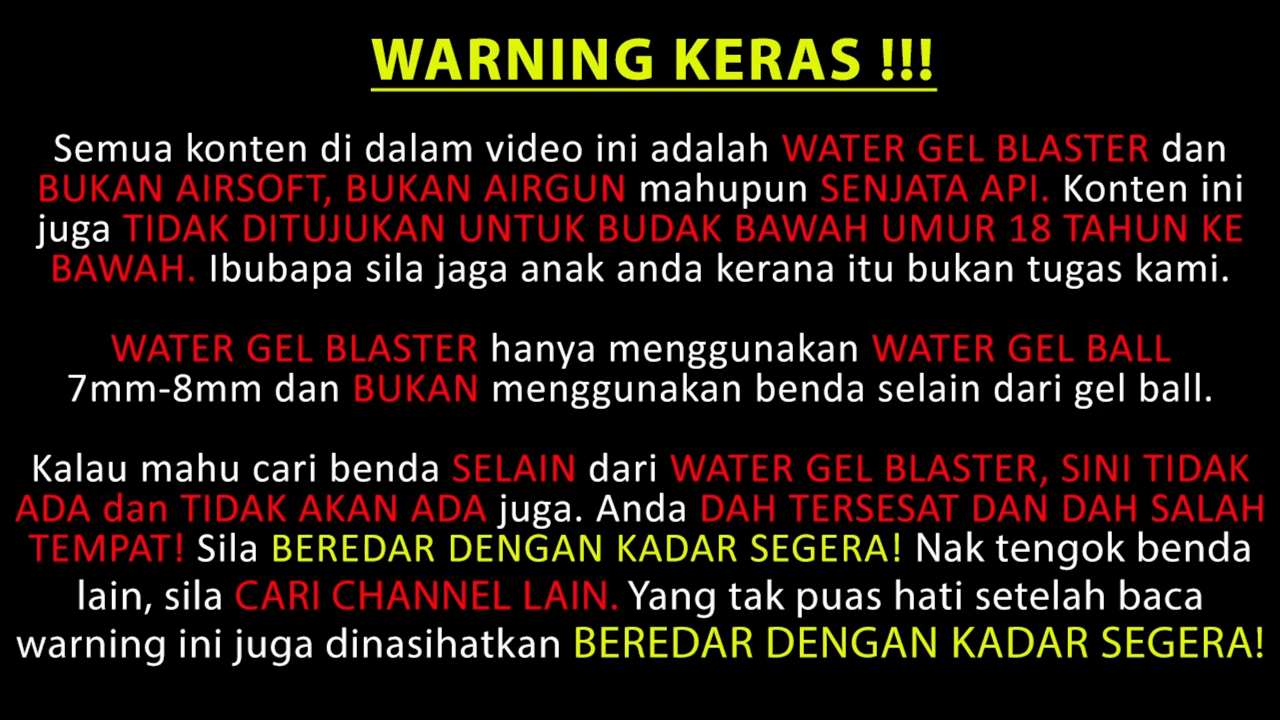 WARNING KERAS !!!
Semua konten di dalam video ini adalah WATER GEL BLASTER dan
BUKAN AIRSOFT, BUKAN AIRGUN mahupun SENJATA API. Konten ini
juga TIDAK DITUJUKAN UNTUK BUDAK BAWAH UMUR 18 TAHUN KE
BAWAH. Ibubapa sila jaga anak anda kerana itu bukan tugas kami.
WATER GEL BLASTER hanya menggunakan WATER GEL BALL
7mm-8mm dan BUKAN menggunakan benda selain dari gel ball.
Kalau mahu cari benda SELAIN dari WATER GEL BLASTER, SINI TIDAK
ADA dan TIDAK AKAN ADA juga. Anda DAH TERSESAT DAN DAH SALAH
TEMPAT! Sila BEREDAR DENGAN KADAR SEGERA! Nak tengok benda
lain, sila CARI CHANNEL LAIN. Yang tak puas hati setelah baca
warning ini juga dinasihatkan BEREDAR DENGAN KADAR SEGERA!